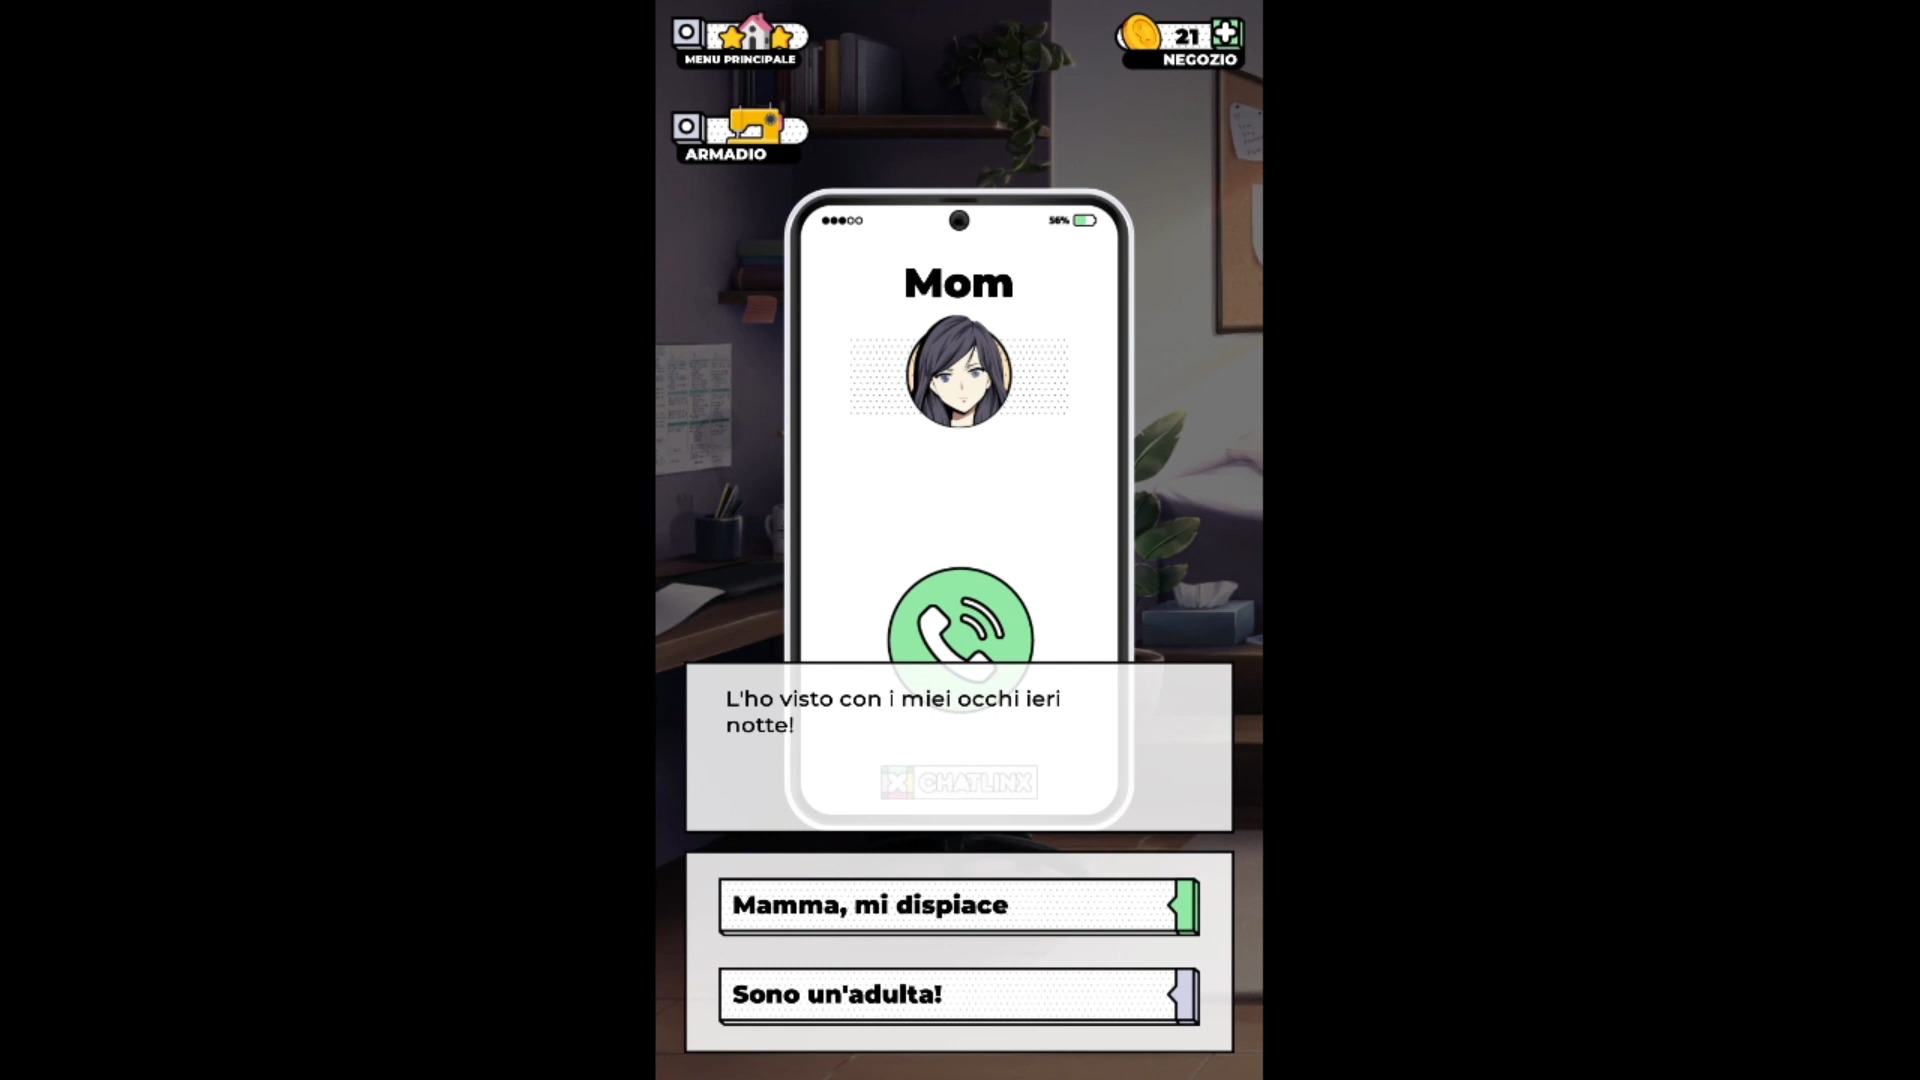 MENU PRINCIPALE
21
NEGOZIO
ARMADIO
56%
Mom
L'ho visto con i miei occhi ieri
notte!
CHATLINX
Mamma, mi dispiace
Sono un'adulta!